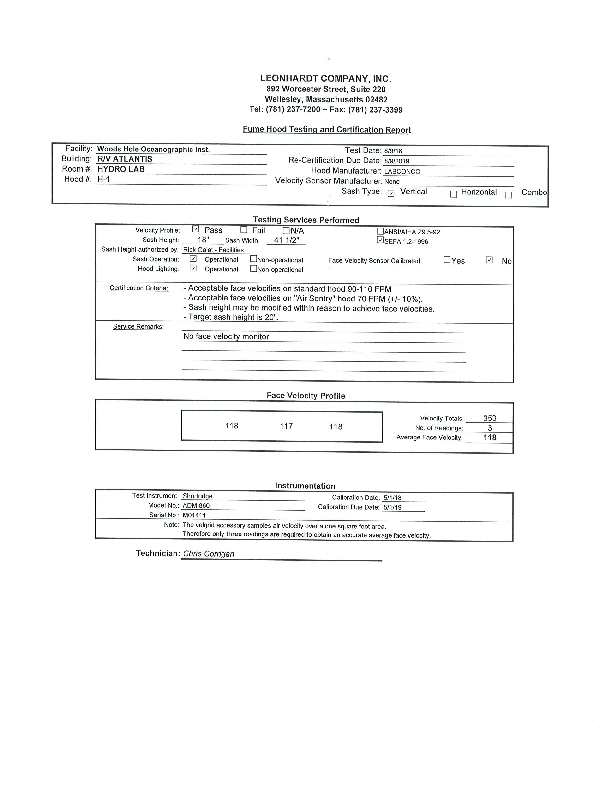 LEONHARDT COMPANY, INC.
892 Worcester Street, Suite 220
Wellesley, Massachusetts 02482
Tel: (781) 237-7200 ~ Fax: (781) 237-3399
Fume Hood Testing and Certification Report
Facility: Woods Hole Oceanographic Inst. Test Date:
Building: R/V ATLANTIS Re-Certification Due Date:
Room #: HYDRO LAB Hood Manufacturer: LABCONCO
Hood #: H-1 Velocity Sensor Manufacturer: None
Sash Type: ☑ Vertical ☐ Horizontal ☐ Combo
Testing Services Performed
Velocity Profile: ☑ Pass ☐ Fail ☐ N/A ☐ ANSI/AIHA Z9.5-92
Sash Height: 18" Sash Width 41 1/2" ☑ SEFA 1.2-1996
Sash Height authorized by: Rick Galat - Facilities
Sash Operation: ☑ Operational ☐ Non-operational Face Velocity Sensor Calibrated ☐ Yes ☑ No
Hood Lighting: ☑ Operational ☐ Non-operational
Certification Criteria: - Acceptable face velocities on standard hood 90-110 FPM
- Acceptable face velocities on "Air Sentry" hood 70 FPM (+/- 10%).
- Sash height may be modified within reason to achieve face velocities.
- Target sash height is 20".
Service Remarks:
No face velocity monitor
Face Velocity Profile
118 117 118
Velocity Totals: 353
No. of Readings: 3
Average Face Velocity: 118
Instrumentation
Test Instrument: Shortridge Calibration Date: 5/1/18
Model No.: ADM 860 Calibration Due Date: 5/1/19
Serial No.: M01411
Note: The velgrid accessory samples air velocity over a one square foot area.
Therefore only three readings are required to obtain an accurate average face velocity.
Technician: Chris Corrigan